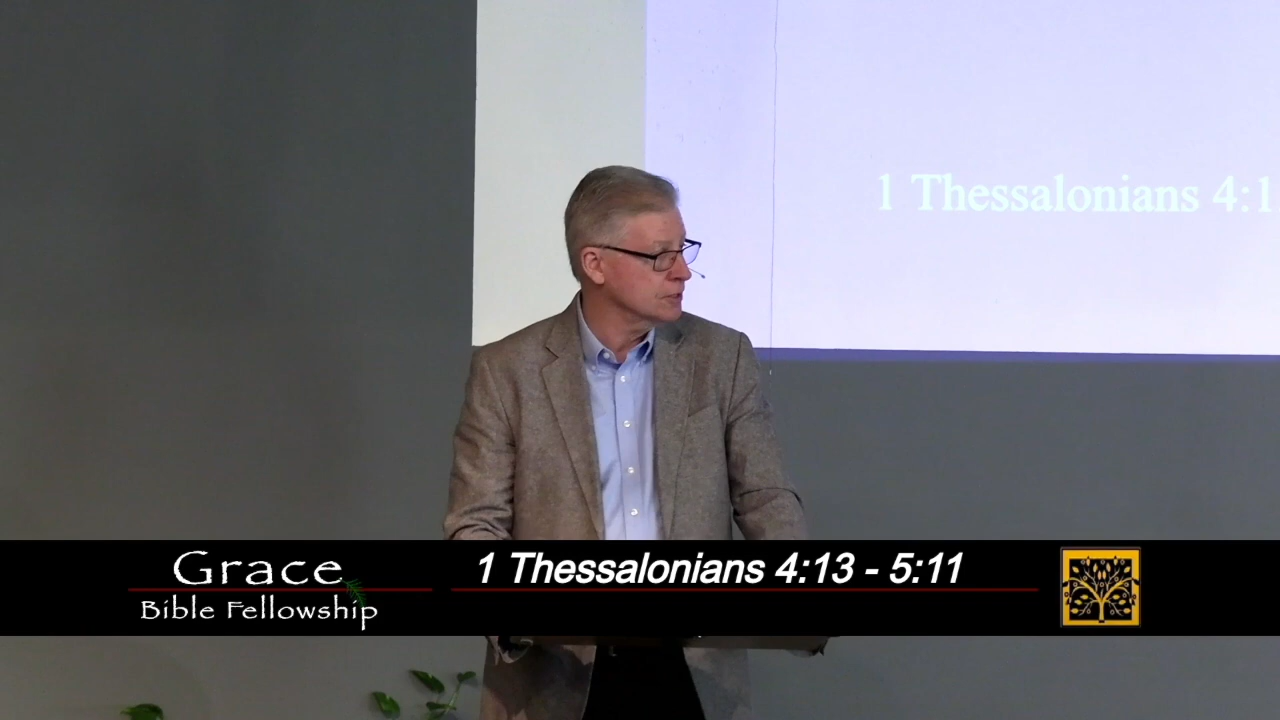 1 Thessalonians 4:1
Grace
Bible Fellowship
1 Thessalonians 4:13 - 5:11